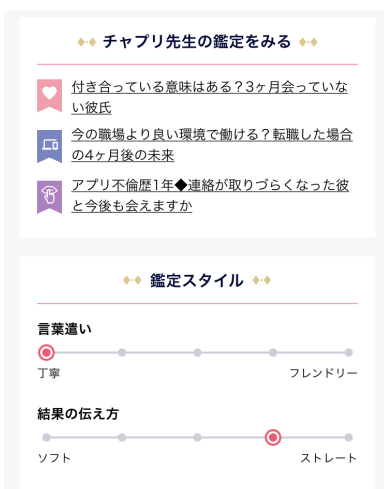 チャプリ先生の鑑定をみる
付き合っている意味はある？3ヶ月会っていな
い彼氏
今の職場より良い環境で働ける？転職した場合
の4ヶ月後の未来
アプリ不倫歴1年◆連絡が取りづらくなった彼
と今後も会えますか
鑑定スタイル
言葉遣い
丁寧 フレンドリー
結果の伝え方
ソフト ストレート